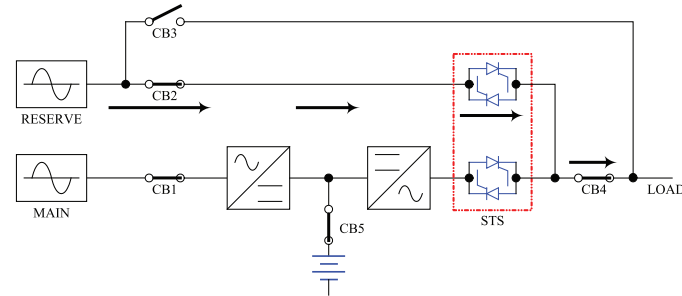 CB3
RESERVE
CB2
MAIN
CB1
CB5
STS
CB4
LOAD